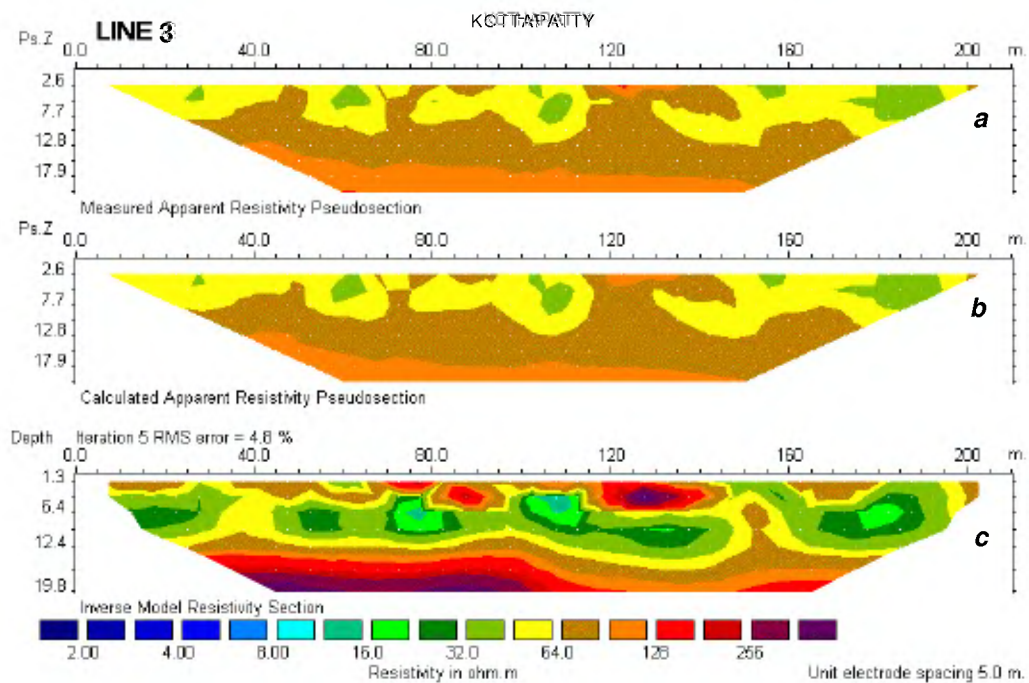 LINE 3
KOTTAPATTY
Ps.Z 0.0 40.0 80.0 120 160 200 m.
2.6
7.7
12.8
17.9
a
Measured Apparent Resistivity Pseudosection
Ps.Z 0.0 40.0 80.0 120 160 200 m.
2.6
7.7
12.8
17.9
b
Calculated Apparent Resistivity Pseudosection
Depth Iteration 5 RMS error = 4.8 %
0.0 40.0 80.0 120 160 200 m.
1.3
6.4
12.4
19.8
c
Inverse Model Resistivity Section
2.00 4.00 8.00 16.0 32.0 64.0 128 256
Resistivity in ohm.m
Unit electrode spacing 5.0 m.